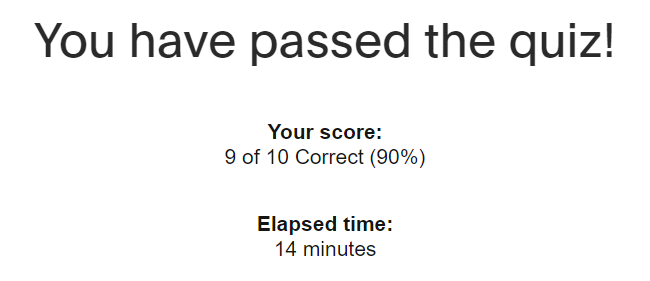 You have passed the quiz!
Your score:
9 of 10 Correct (90%)
Elapsed time:
14 minutes